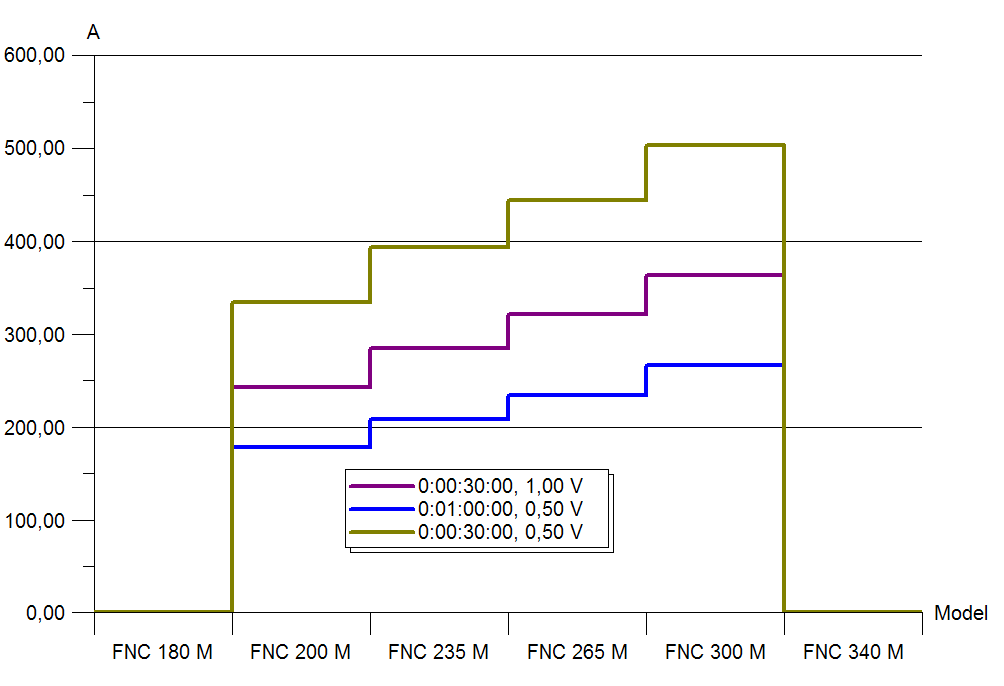 A
600,00
500,00
400,00
300,00
200,00
100,00
0,00
0:00:30:00, 1,00 V
0:01:00:00, 0,50 V
0:00:30:00, 0,50 V
Model
FNC 180 M FNC 200 M FNC 235 M FNC 265 M FNC 300 M FNC 340 M